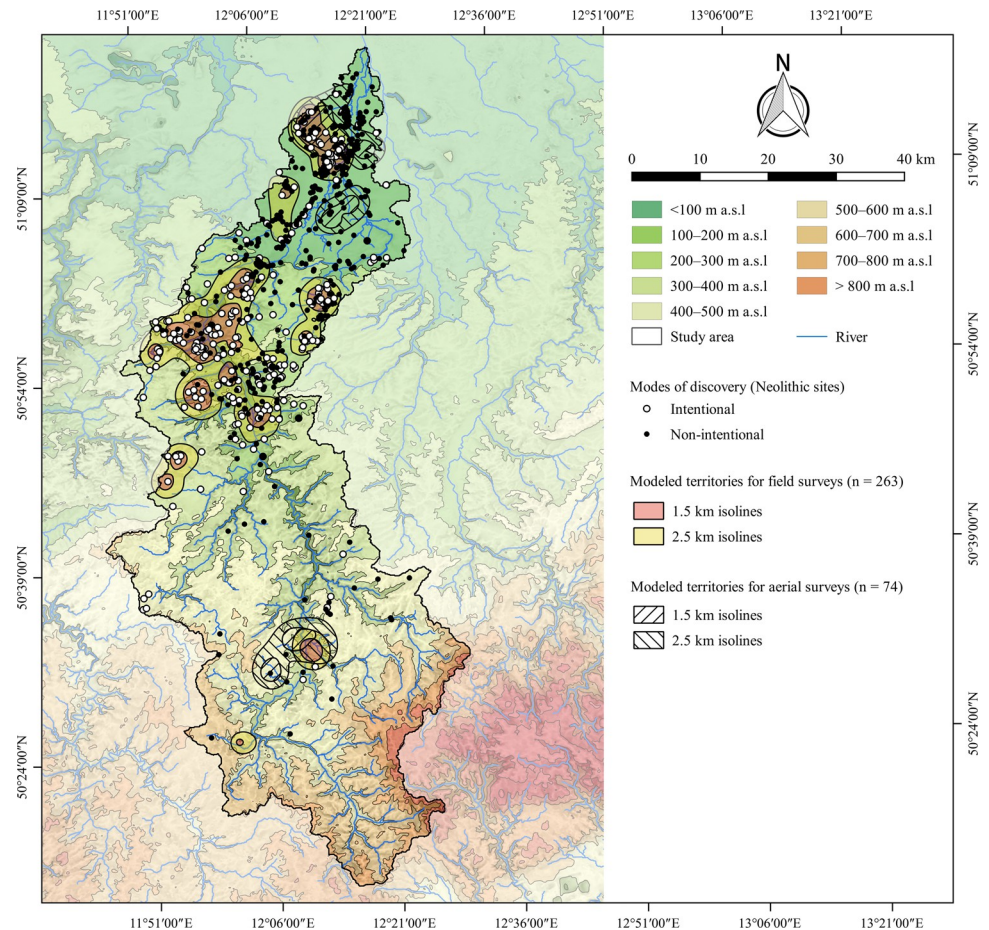 11°51′00″E 12°06′00″E 12°21′00″E 12°36′00″E 12°51′00″E 13°06′00″E 13°21′00″E
N
0 10 20 30 40 km
51°09′00″N
51°09′00″N
<100 m a.s.l 500–600 m a.s.l
100–200 m a.s.l 600–700 m a.s.l
200–300 m a.s.l 700–800 m a.s.l
300–400 m a.s.l > 800 m a.s.l
400–500 m a.s.l
Study area River
50°54′00″N
50°54′00″N
Modes of discovery (Neolithic sites)
Intentional
Non-intentional
Modeled territories for field surveys (n = 263)
1.5 km isolines
2.5 km isolines
50°39′00″N
50°39′00″N
Modeled territories for aerial surveys (n = 74)
1.5 km isolines
2.5 km isolines
50°24′00″N
50°24′00″N
11°51′00″E 12°06′00″E 12°21′00″E 12°36′00″E 12°51′00″E 13°06′00″E 13°21′00″E